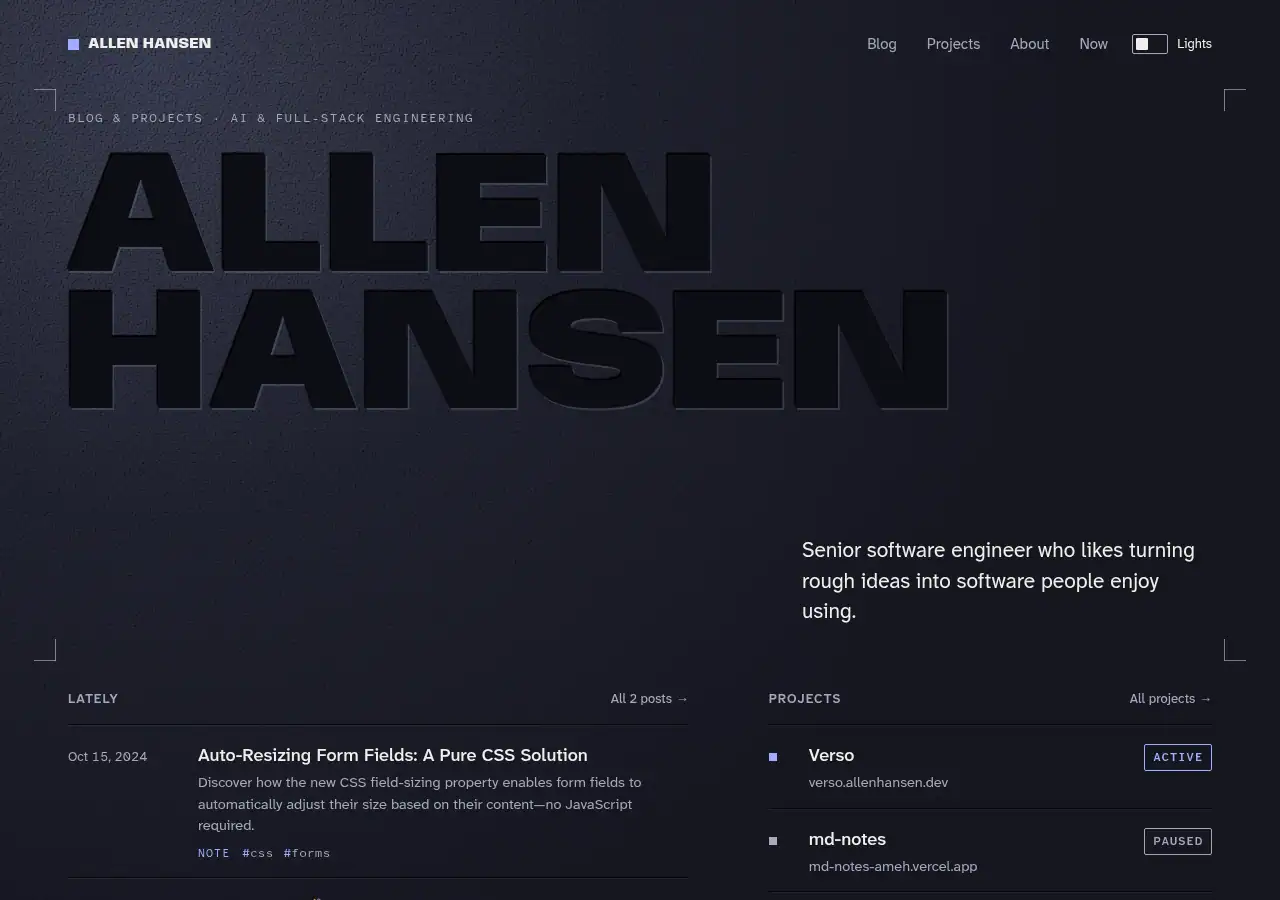 ALLEN HANSEN
Blog Projects About Now Lights
BLOG & PROJECTS · AI & FULL-STACK ENGINEERING
ALLEN
HANSEN
Senior software engineer who likes turning
rough ideas into software people enjoy
using.
LATELY
All 2 posts →
Oct 15, 2024
Auto-Resizing Form Fields: A Pure CSS Solution
Discover how the new CSS field-sizing property enables form fields to
automatically adjust their size based on their content—no JavaScript
required.
NOTE #css #forms
PROJECTS
All projects →
Verso
ACTIVE
verso.allenhansen.dev
md-notes
PAUSED
md-notes-ameh.vercel.app